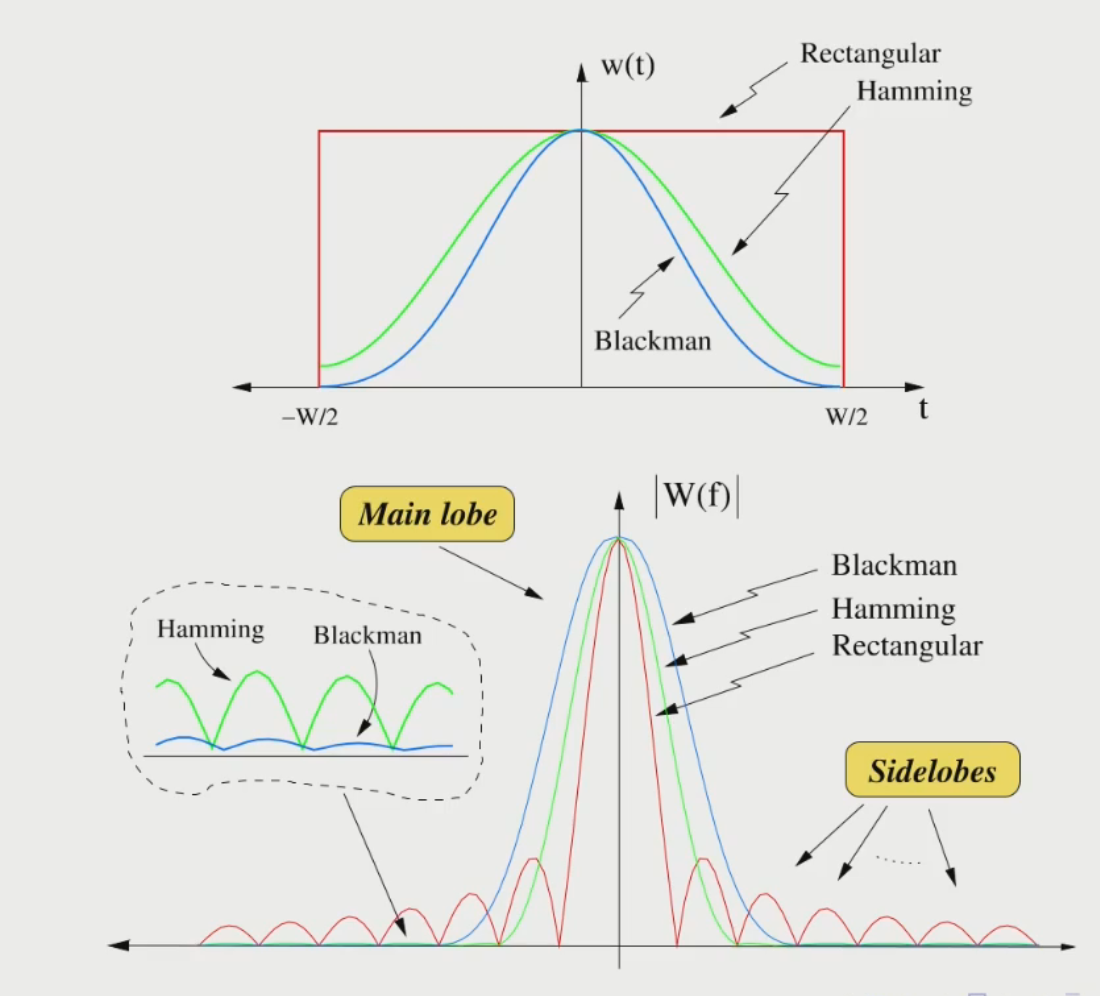 w(t)
Rectangular
Hamming
Blackman
–W/2
W/2
t
|W(f)|
Main lobe
Blackman
Hamming
Rectangular
Hamming
Blackman
Sidelobes